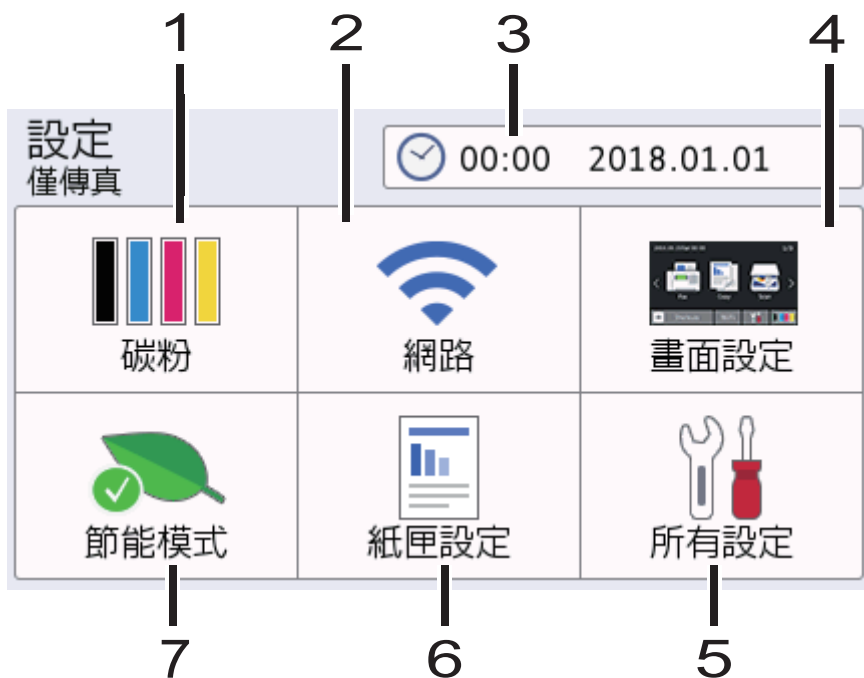 1 2 3 4
設定
僅傳真
00:00 2018.01.01
碳粉 網路 畫面設定
節能模式 紙匣設定 所有設定
7 6 5